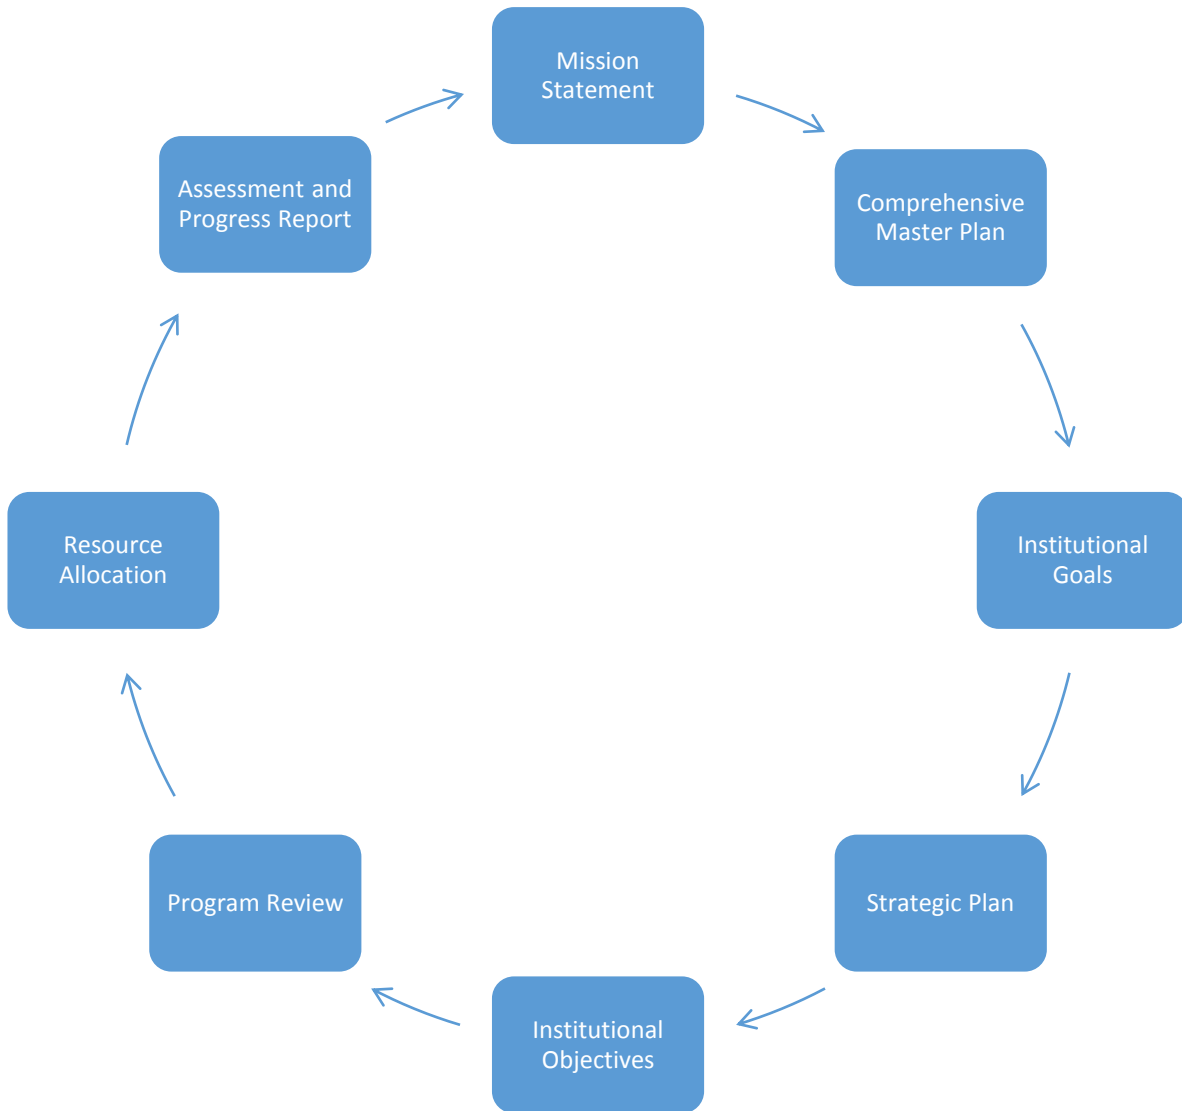 Mission
Statement
Comprehensive
Master Plan
Institutional
Goals
Strategic Plan
Institutional
Objectives
Program Review
Resource
Allocation
Assessment and
Progress Report